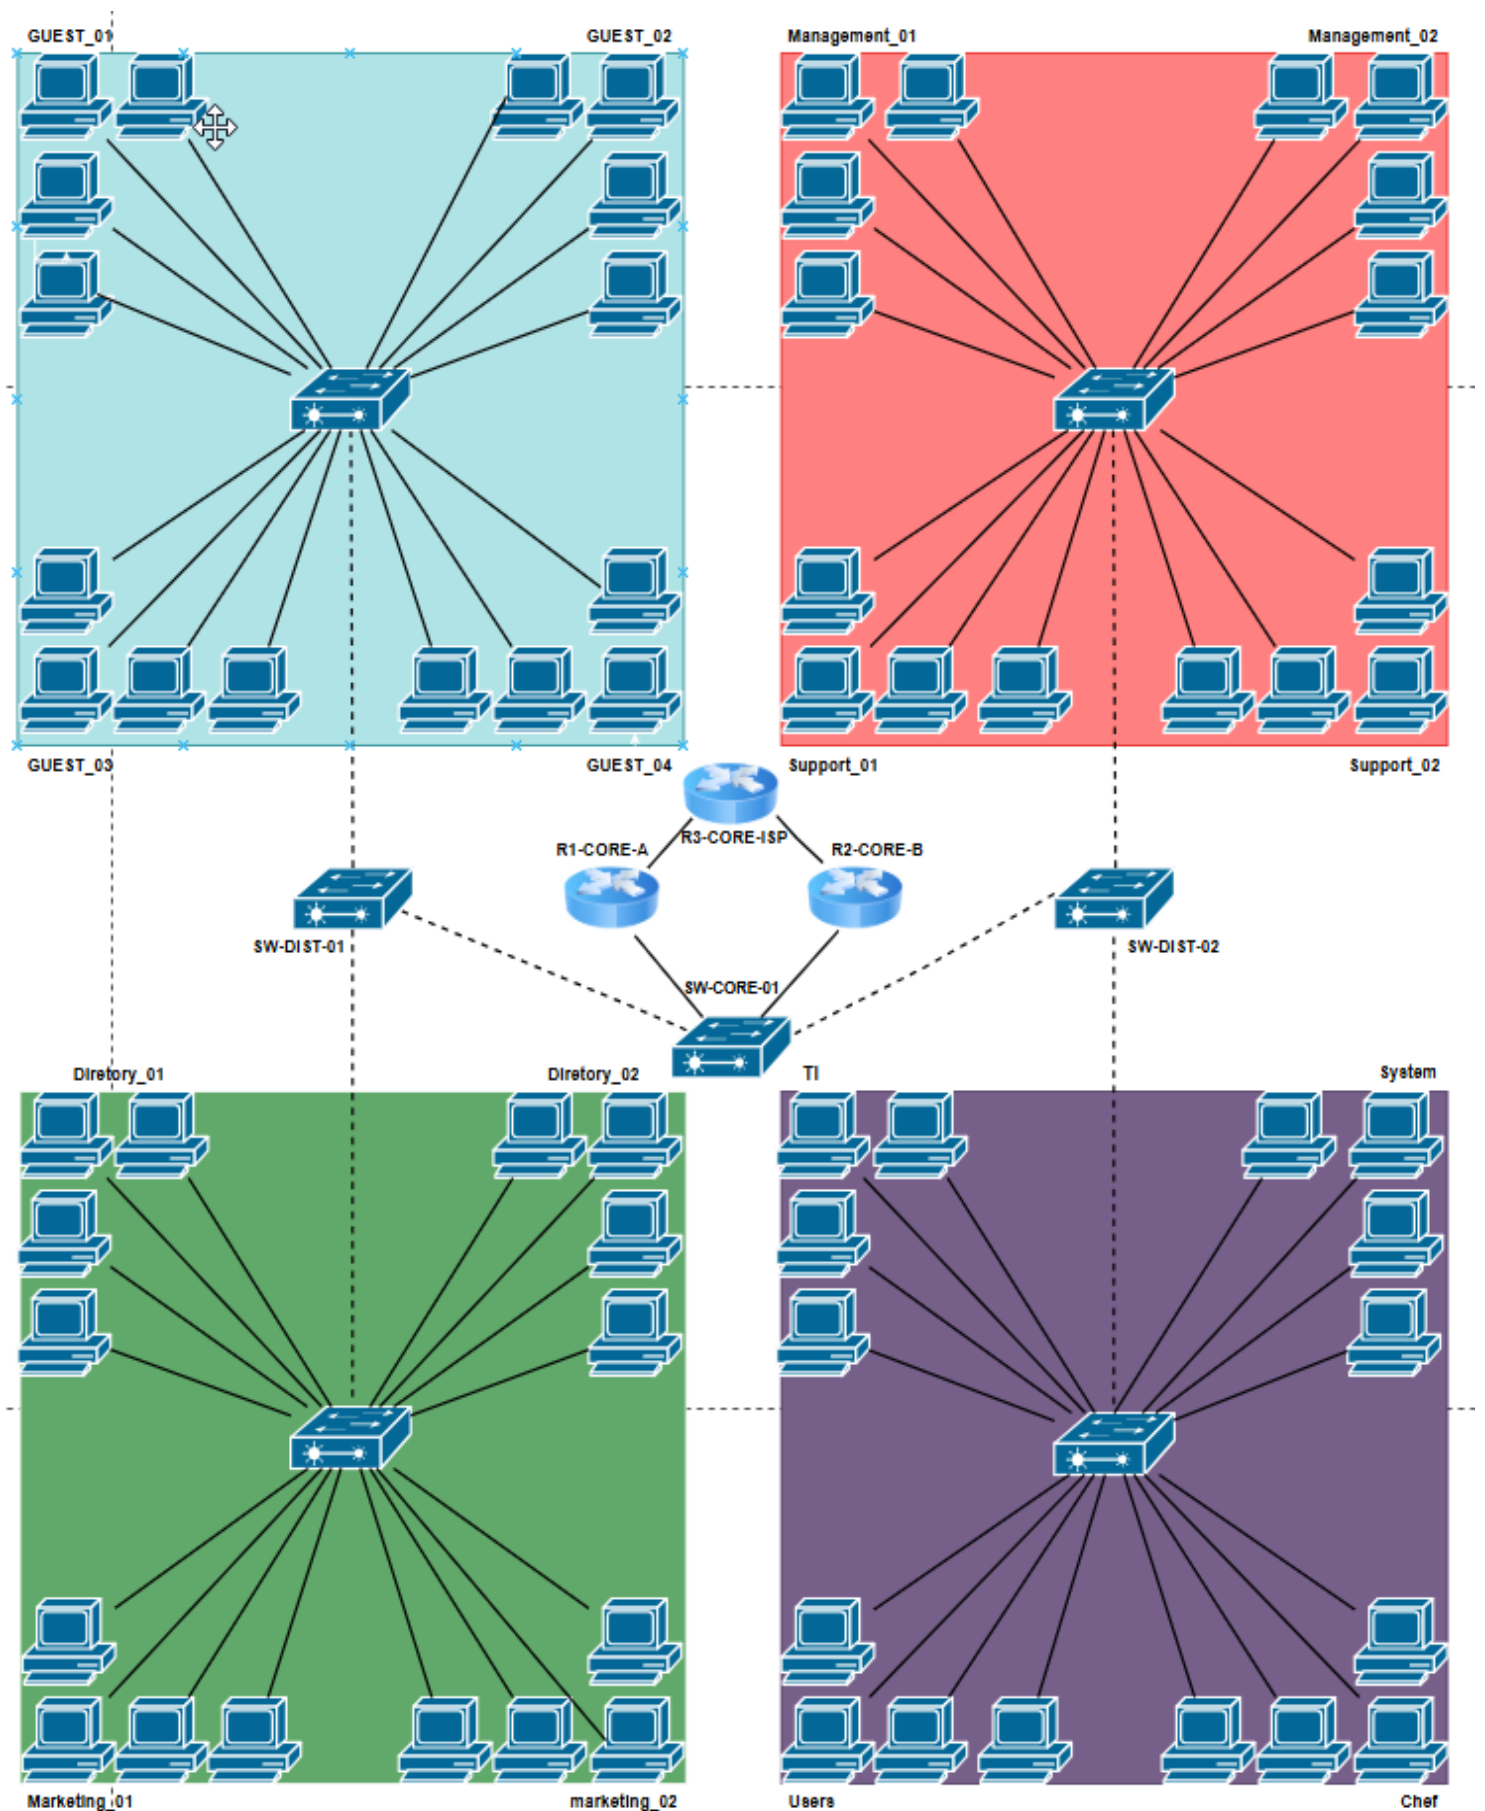 GUEST_01
GUEST_02
Management_01
Management_02
GUEST_03
GUEST_04
Support_01
Support_02
R3-CORE-ISP
R1-CORE-A
R2-CORE-B
SW-DIST-01
SW-DIST-02
SW-CORE-01
Diretory_01
Diretory_02
TI
System
Marketing_01
marketing_02
Users
Chef